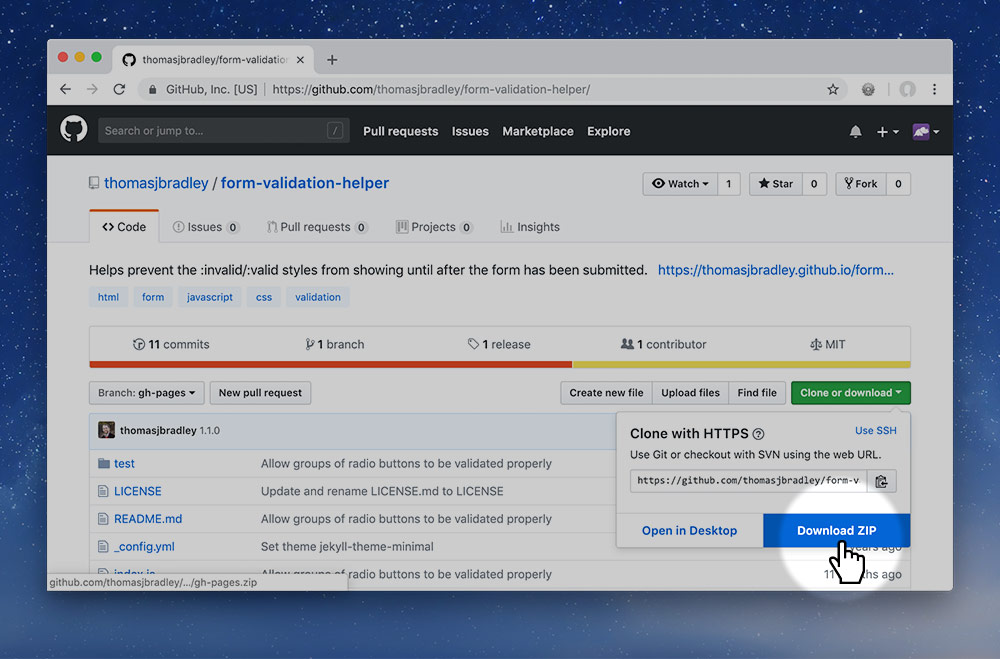 thomasjbradley/form-validation
GitHub, Inc. [US] https://github.com/thomasjbradley/form-validation-helper/
Search or jump to... / Pull requests Issues Marketplace Explore
thomasjbradley / form-validation-helper Watch 1 Star 0 Fork 0
Code Issues 0 Pull requests 0 Projects 0 Insights
Helps prevent the :invalid/:valid styles from showing until after the form has been submitted. https://thomasjbradley.github.io/form...
html form javascript css validation
11 commits 1 branch 1 release 1 contributor MIT
Branch: gh-pages New pull request Create new file Upload files Find file Clone or download
thomasjbradley 1.1.0
Clone with HTTPS Use SSH
Use Git or checkout with SVN using the web URL.
https://github.com/thomasjbradley/form-v
Open in Desktop Download ZIP
test Allow groups of radio buttons to be validated properly
LICENSE Update and rename LICENSE.md to LICENSE
README.md Allow groups of radio buttons to be validated properly
_config.yml Set theme jekyll-theme-minimal ago
index.js Allow groups of radio buttons to be validated properly 11 ago
github.com/thomasjbradley/.../gh-pages.zip